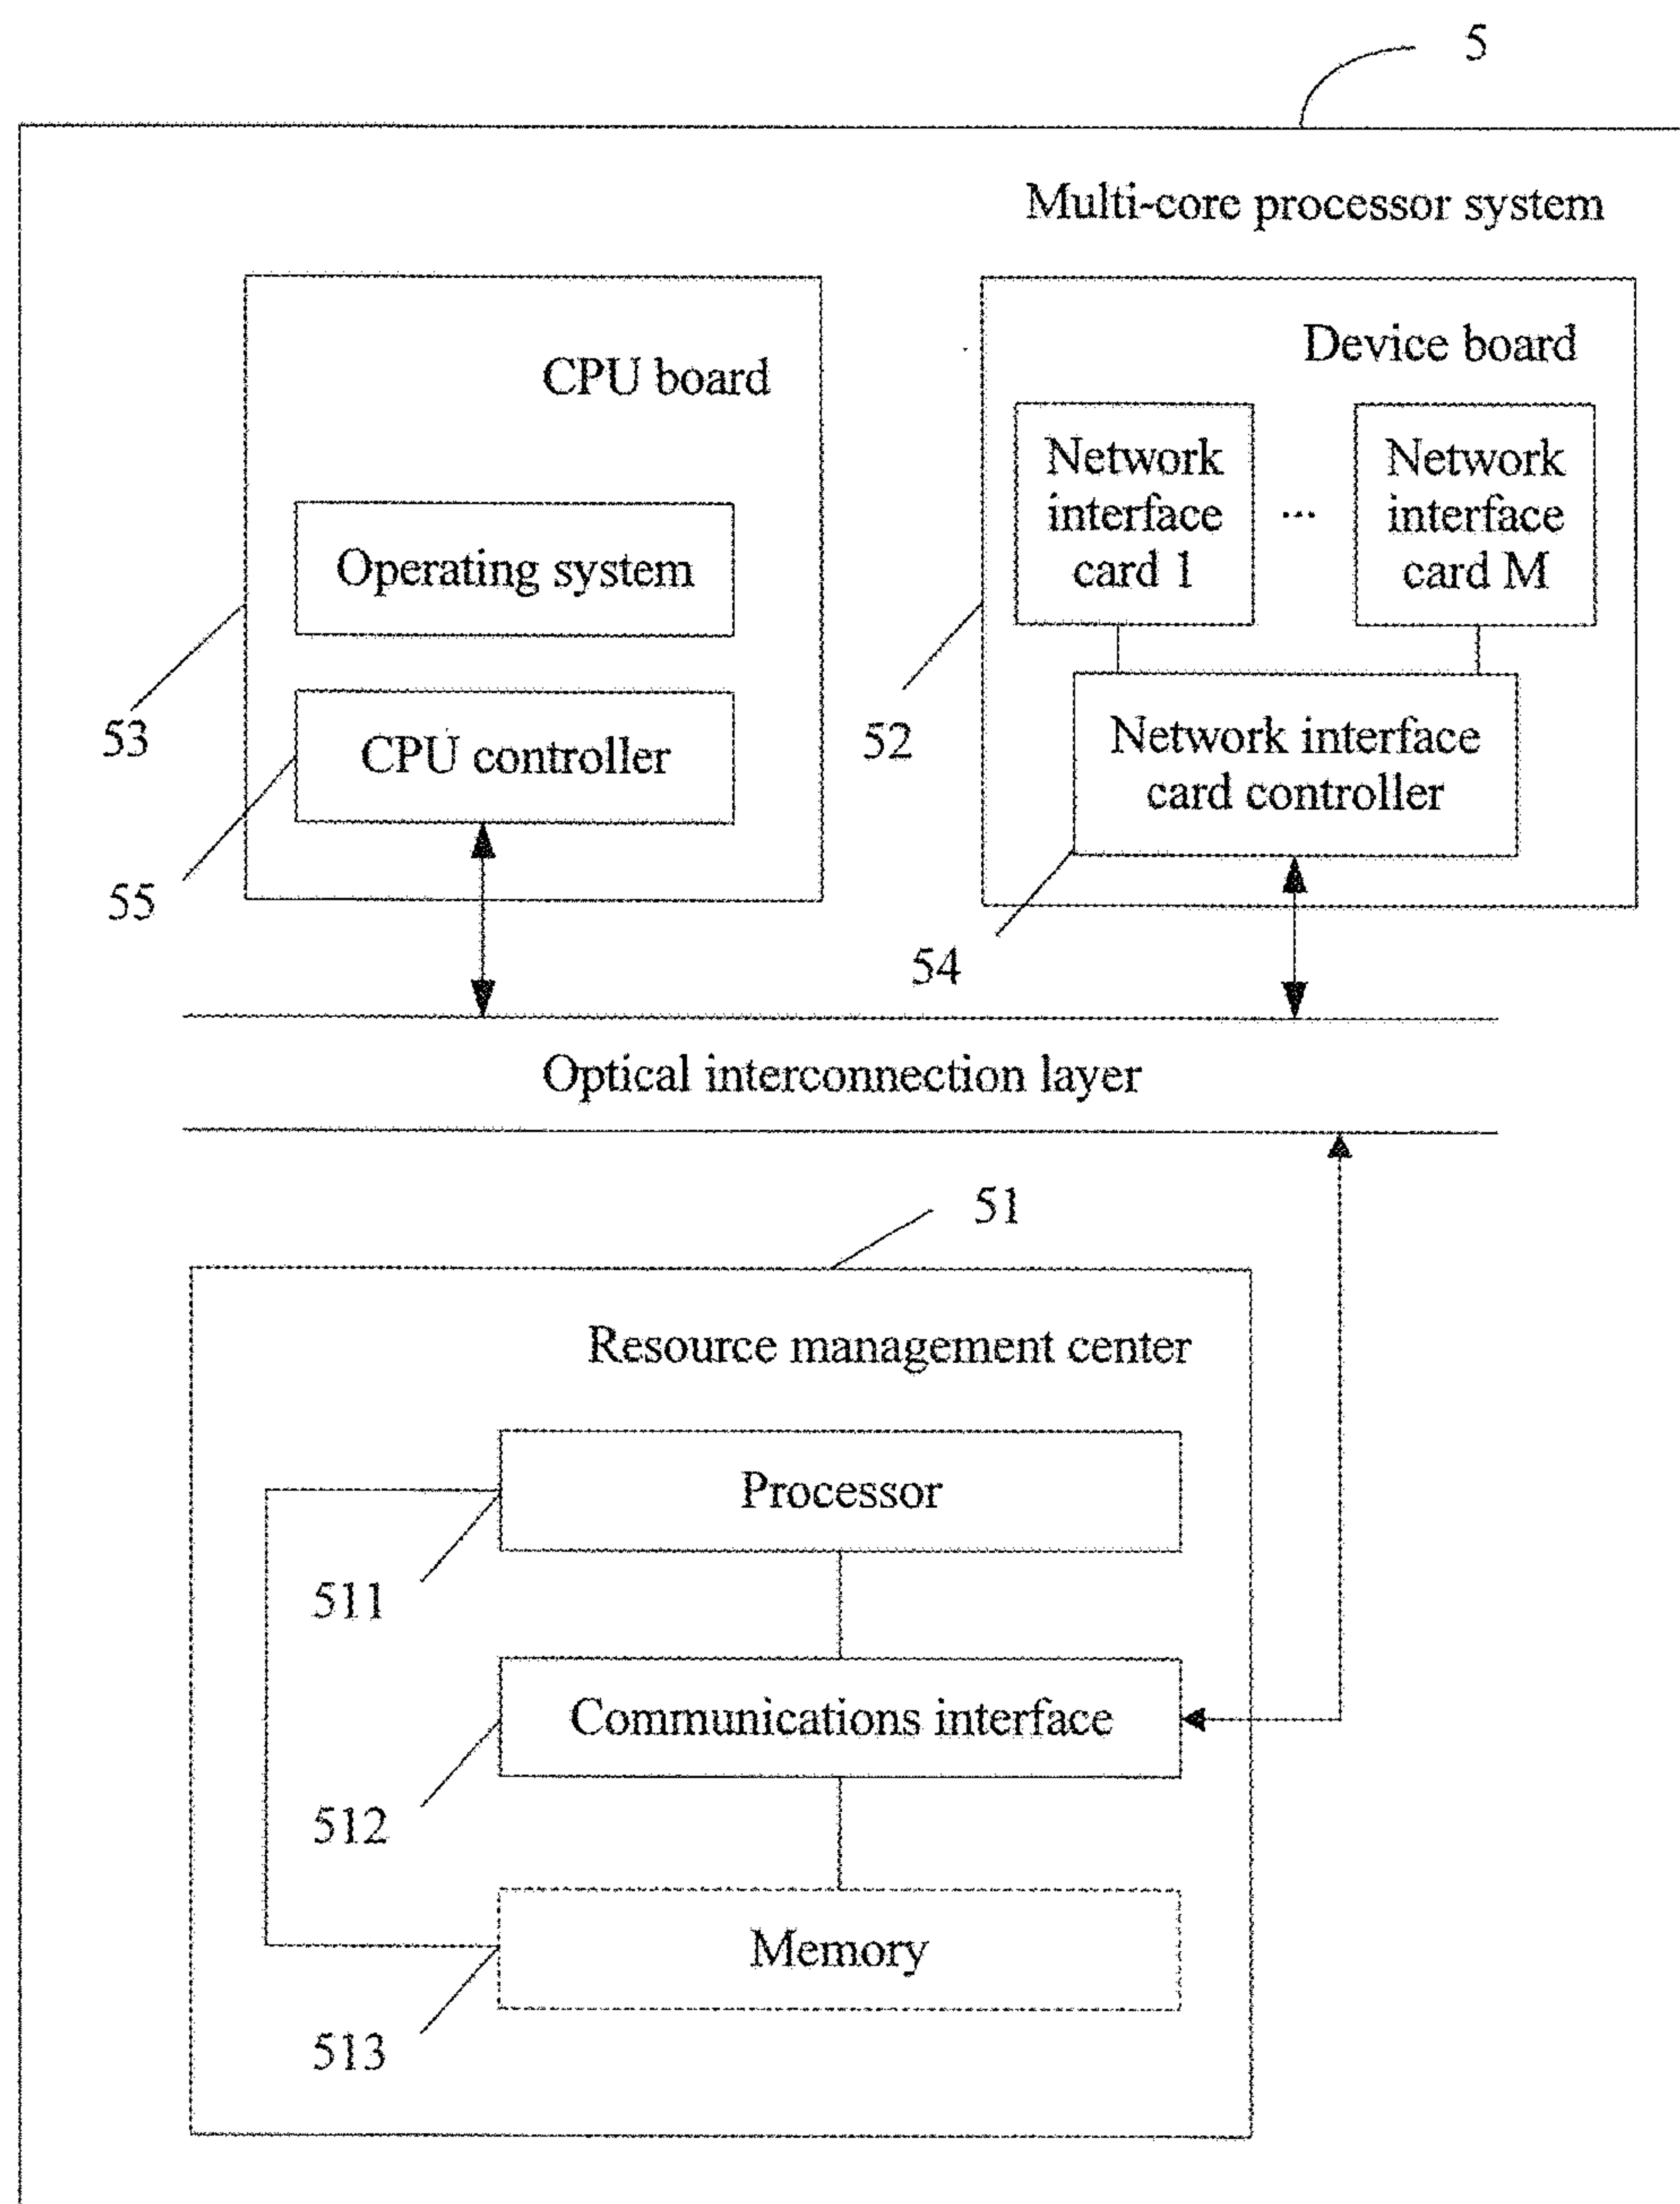 5
Multi-core processor system
CPU board
Operating system
CPU controller
53
55
Device board
Network
interface
card 1
...
Network
interface
card M
Network interface
card controller
52
54
Optical interconnection layer
51
Resource management center
Processor
511
Communications interface
512
Memory
513